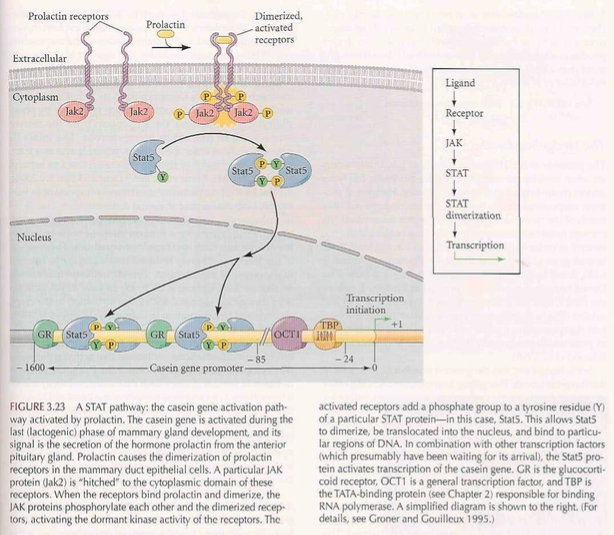 Prolactin receptors
Prolactin
Dimerized,
activated
receptors
Extracellular
Cytoplasm
Jak2
Jak2
P
P
P
Jak2
Jak2
P
Stat5
Y
Stat5
P
Y
Y
P
Stat5
Nucleus
Ligand
Receptor
JAK
STAT
STAT
dimerization
Transcription
Transcription
initiation
+1
GR
Stat5
P
Y
Y
P
GR
Stat5
P
Y
Y
P
OCT1
TBP
TATA
– 1600
Casein gene promoter
– 85
– 24
0
FIGURE 3.23 A STAT pathway: the casein gene activation path-
way activated by prolactin. The casein gene is activated during the
last (lactogenic) phase of mammary gland development, and its
signal is the secretion of the hormone prolactin from the anterior
pituitary gland. Prolactin causes the dimerization of prolactin
receptors in the mammary duct epithelial cells. A particular JAK
protein (Jak2) is "hitched" to the cytoplasmic domain of these
receptors. When the receptors bind prolactin and dimerize, the
JAK proteins phosphorylate each other and the dimerized recep-
tors, activating the dormant kinase activity of the receptors. The
activated receptors add a phosphate group to a tyrosine residue (Y)
of a particular STAT protein—in this case, Stat5. This allows Stat5
to dimerize, be translocated into the nucleus, and bind to particu-
lar regions of DNA. In combination with other transcription factors
(which presumably have been waiting for its arrival), the Stat5 pro-
tein activates transcription of the casein gene. GR is the glucocorti-
coid receptor, OCT1 is a general transcription factor, and TBP is
the TATA-binding protein (see Chapter 2) responsible for binding
RNA polymerase. A simplified diagram is shown to the right. (For
details, see Groner and Gouilleux 1995.)